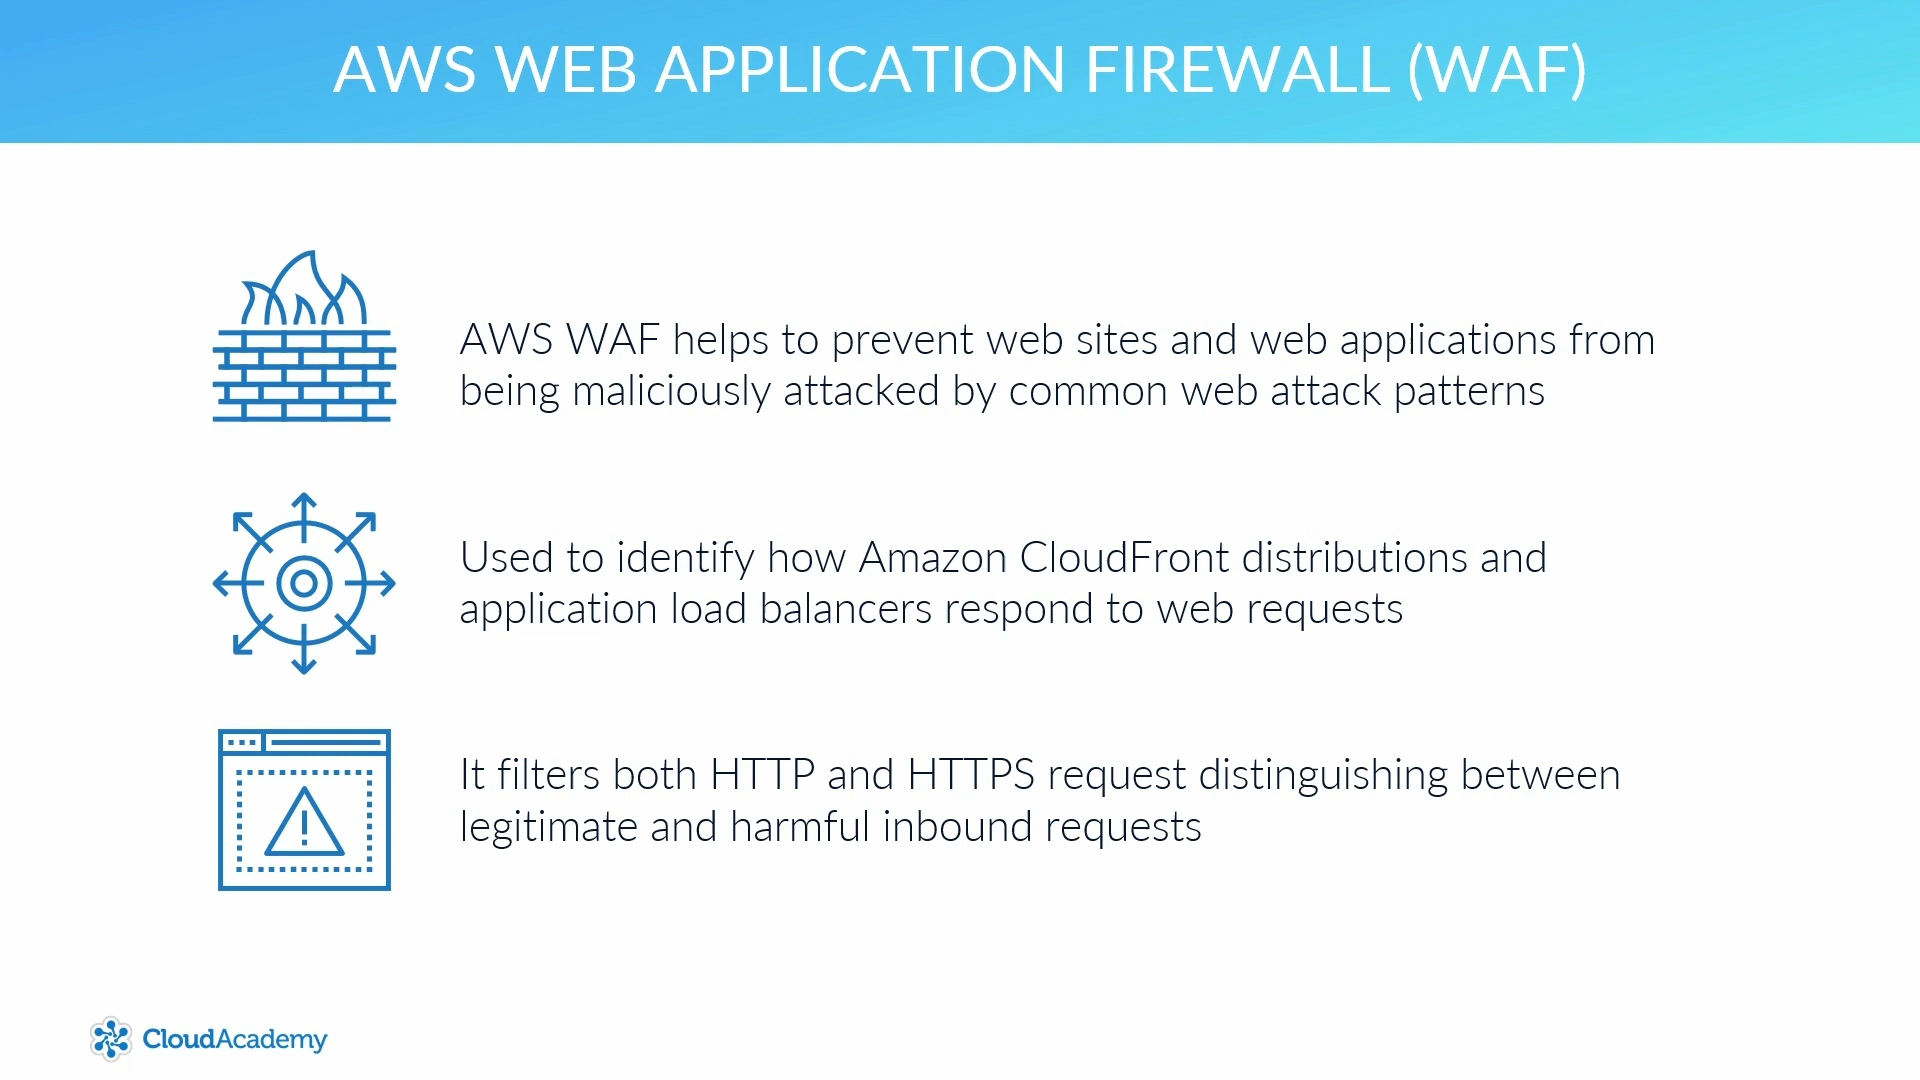 AWS WEB APPLICATION FIREWALL (WAF)
AWS WAF helps to prevent web sites and web applications from
being maliciously attacked by common web attack patterns
Used to identify how Amazon CloudFront distributions and
application load balancers respond to web requests
It filters both HTTP and HTTPS request distinguishing between
legitimate and harmful inbound requests
CloudAcademy